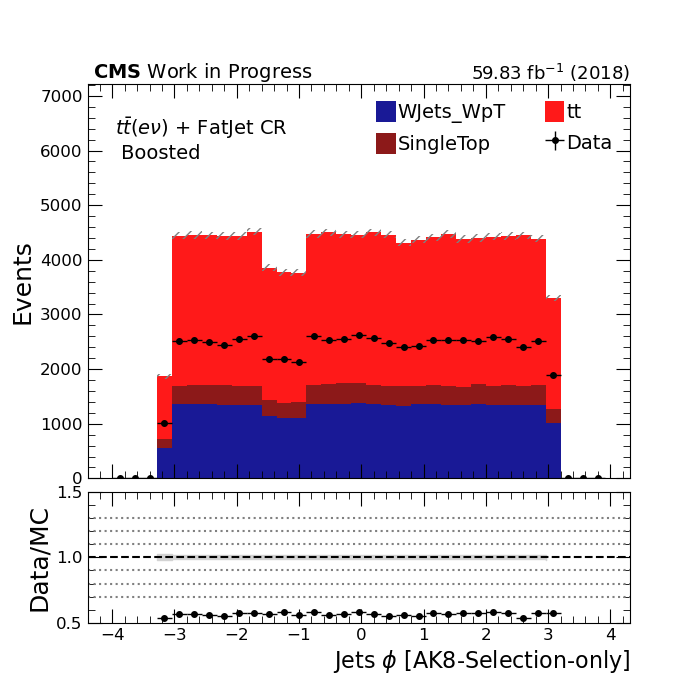 CMS Work in Progress 59.83 fb⁻¹ (2018)
tt̄(eν) + FatJet CR
Boosted
WJets_WpT tt
SingleTop Data
7000
6000
5000
4000
3000
2000
1000
0
Events
1.5
1.0
0.5
Data/MC
−4 −3 −2 −1 0 1 2 3 4
Jets ϕ [AK8-Selection-only]